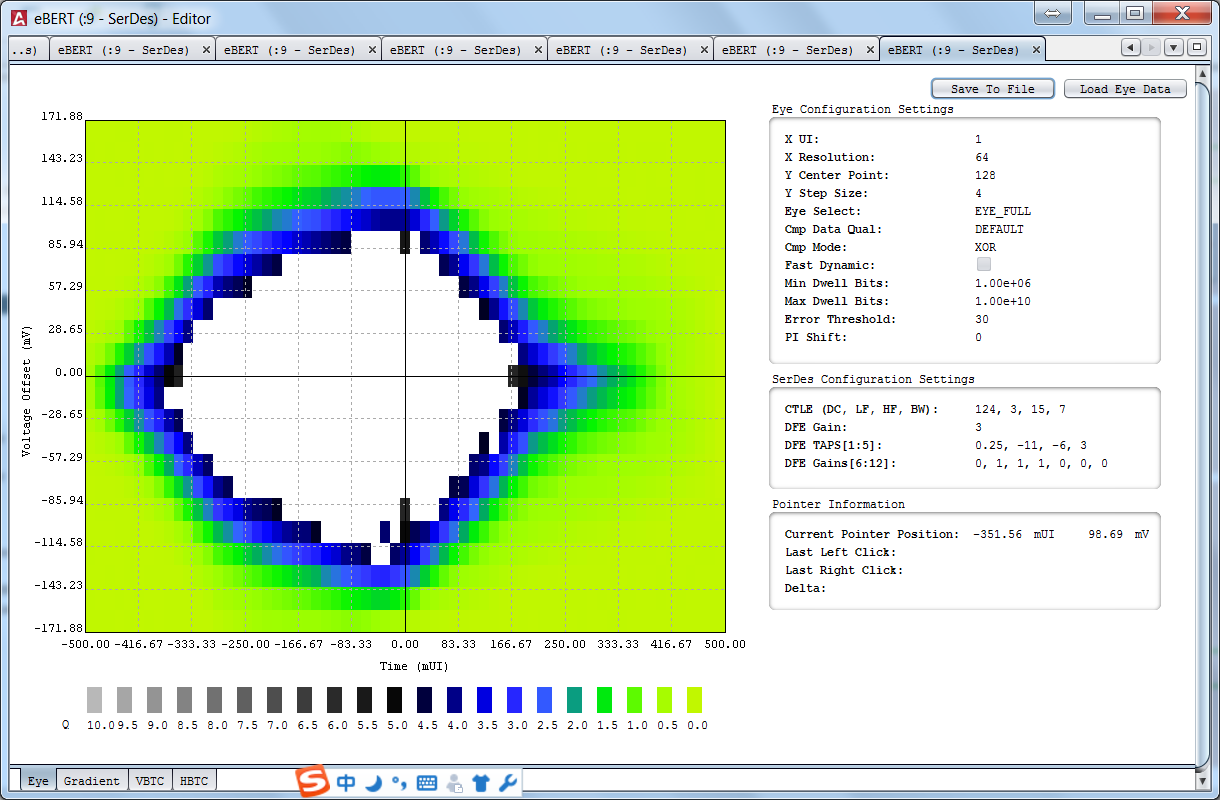 eBERT (:9 - SerDes) - Editor
..s) eBERT (:9 - SerDes) eBERT (:9 - SerDes) eBERT (:9 - SerDes) eBERT (:9 - SerDes) eBERT (:9 - SerDes) eBERT (:9 - SerDes)
Save To File Load Eye Data
Eye Configuration Settings
X UI: 1
X Resolution: 64
Y Center Point: 128
Y Step Size: 4
Eye Select: EYE_FULL
Cmp Data Qual: DEFAULT
Cmp Mode: XOR
Fast Dynamic:
Min Dwell Bits: 1.00e+06
Max Dwell Bits: 1.00e+10
Error Threshold: 30
PI Shift: 0
SerDes Configuration Settings
CTLE (DC, LF, HF, BW): 124, 3, 15, 7
DFE Gain: 3
DFE TAPS[1:5]: 0.25, -11, -6, 3
DFE Gains[6:12]: 0, 1, 1, 1, 0, 0, 0
Pointer Information
Current Pointer Position: -351.56 mUI 98.69 mV
Last Left Click:
Last Right Click:
Delta:
Voltage Offset (mV)
171.88
143.23
114.58
85.94
57.29
28.65
0.00
-28.65
-57.29
-85.94
-114.58
-143.23
-171.88
-500.00 -416.67 -333.33 -250.00 -166.67 -83.33 0.00 83.33 166.67 250.00 333.33 416.67 500.00
Time (mUI)
Q 10.0 9.5 9.0 8.5 8.0 7.5 7.0 6.5 6.0 5.5 5.0 4.5 4.0 3.5 3.0 2.5 2.0 1.5 1.0 0.5 0.0
Eye Gradient VBTC HBTC
中